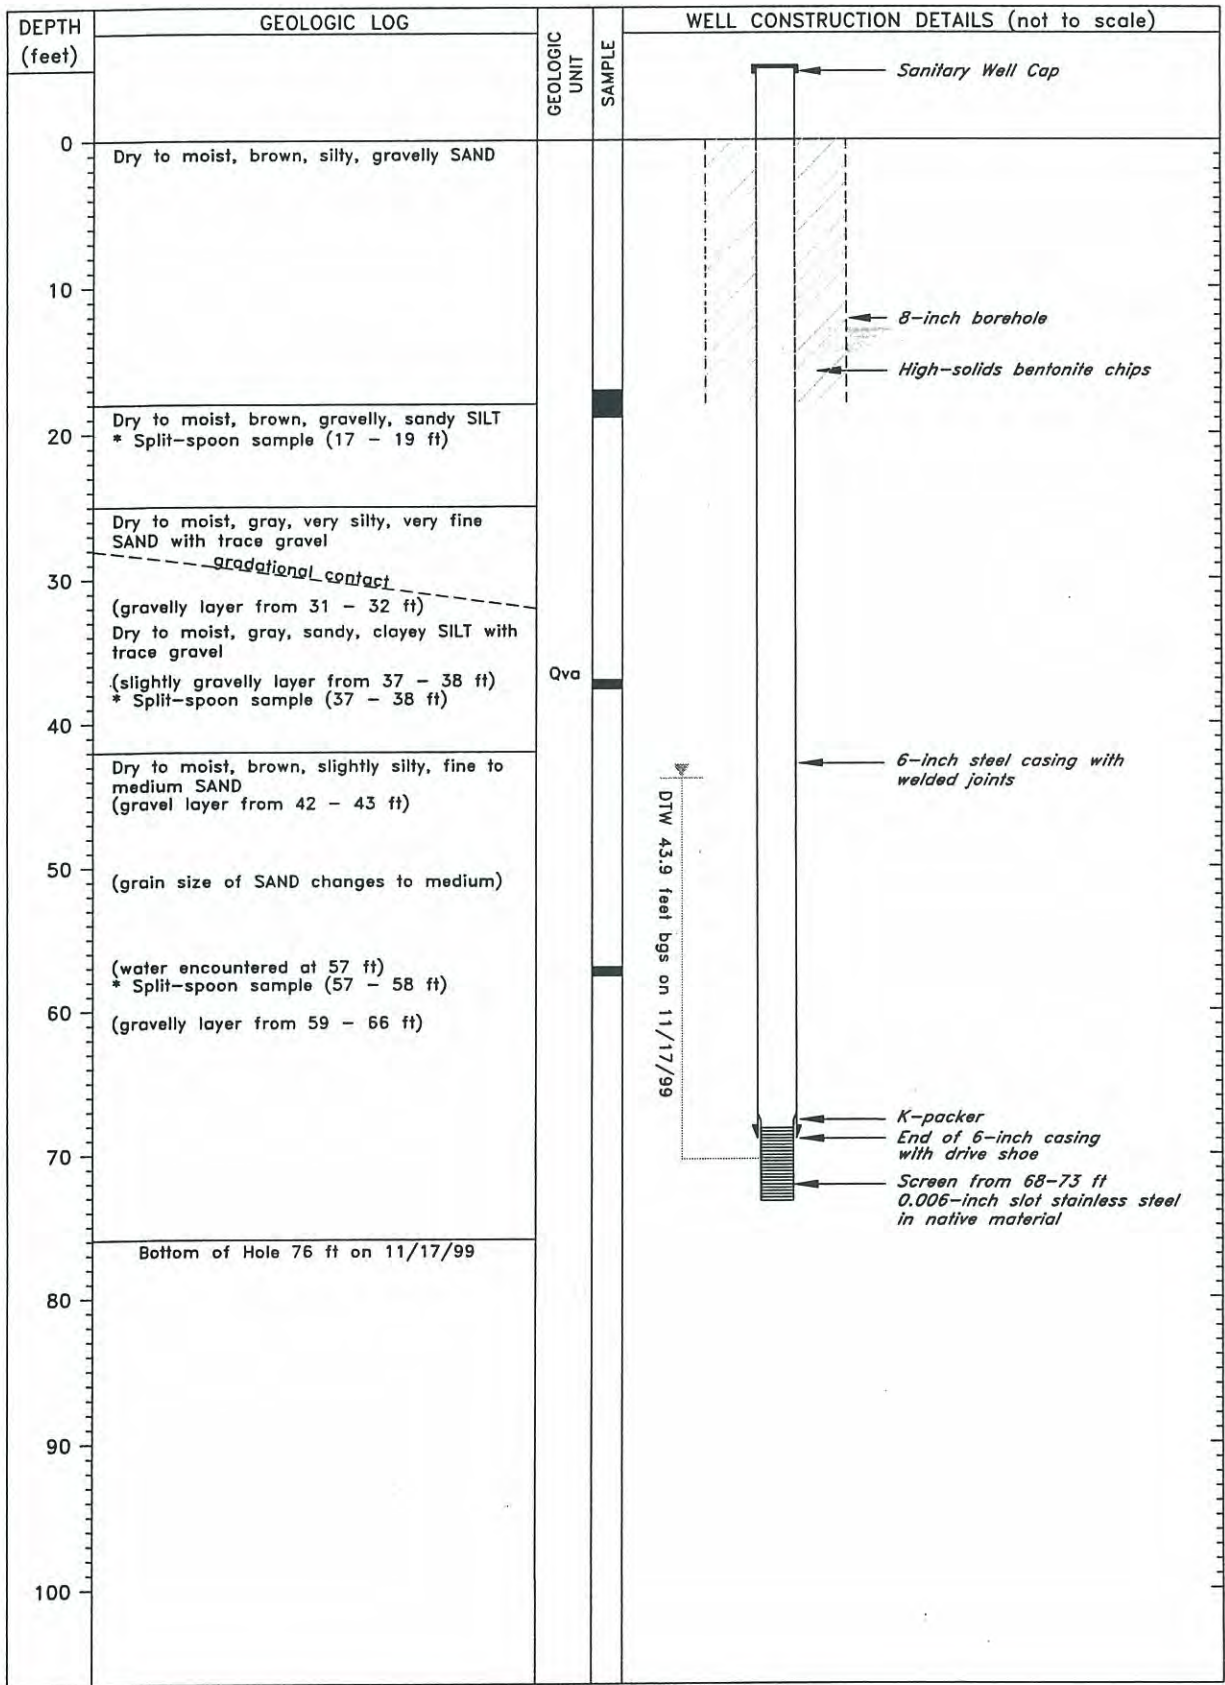 DEPTH
(feet)
GEOLOGIC LOG
GEOLOGIC
UNIT
SAMPLE
WELL CONSTRUCTION DETAILS (not to scale)
Sanitary Well Cap
0
Dry to moist, brown, silty, gravelly SAND
10
8-inch borehole
High-solids bentonite chips
Dry to moist, brown, gravelly, sandy SILT
20
* Split-spoon sample (17 - 19 ft)
Dry to moist, gray, very silty, very fine
SAND with trace gravel
gradational contact
30
(gravelly layer from 31 - 32 ft)
Dry to moist, gray, sandy, clayey SILT with
trace gravel
(slightly gravelly layer from 37 - 38 ft)
* Split-spoon sample (37 - 38 ft)
Qva
40
Dry to moist, brown, slightly silty, fine to
medium SAND
(gravel layer from 42 - 43 ft)
6-inch steel casing with
welded joints
DTW 43.9 feet bgs on 11/17/99
50
(grain size of SAND changes to medium)
(water encountered at 57 ft)
* Split-spoon sample (57 - 58 ft)
60
(gravelly layer from 59 - 66 ft)
K-packer
End of 6-inch casing
with drive shoe
70
Screen from 68-73 ft
0.006-inch slot stainless steel
in native material
Bottom of Hole 76 ft on 11/17/99
80
90
100